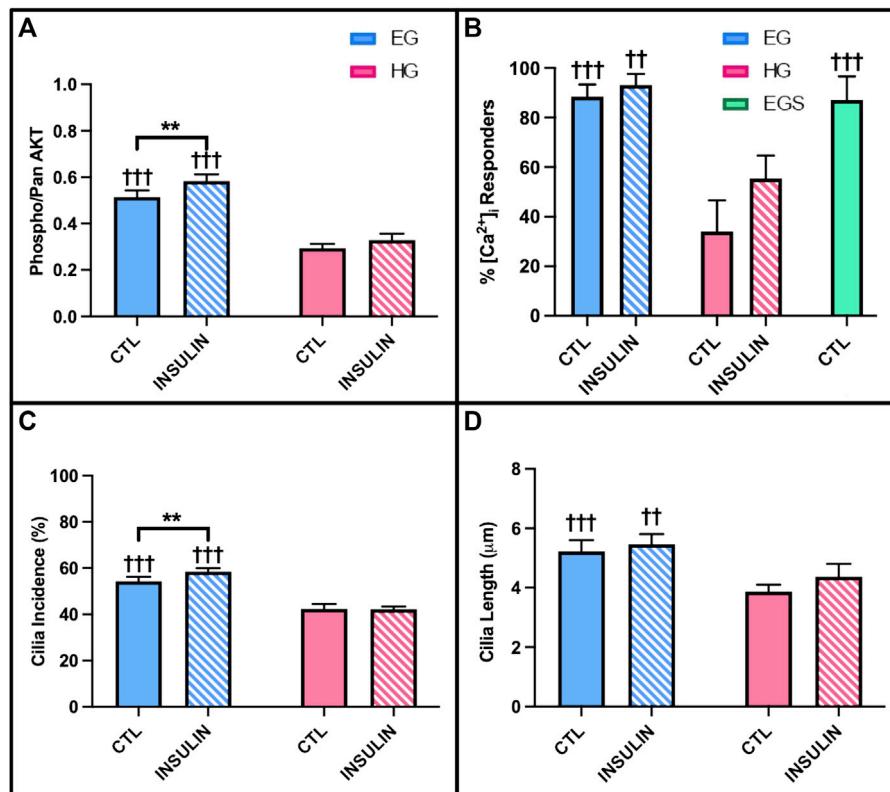 A
EG
HG
Phospho/Pan AKT
1.0
0.8
0.6
0.4
0.2
0.0
**
†††
†††
CTL
INSULIN
CTL
INSULIN
B
EG
HG
EGS
% [Ca²⁺]ᵢ Responders
100
80
60
40
20
0
†††
††
†††
CTL
INSULIN
CTL
INSULIN
CTL
C
Cilia Incidence (%)
100
80
60
40
20
0
**
†††
†††
CTL
INSULIN
CTL
INSULIN
D
Cilia Length (μm)
8
6
4
2
0
†††
††
CTL
INSULIN
CTL
INSULIN